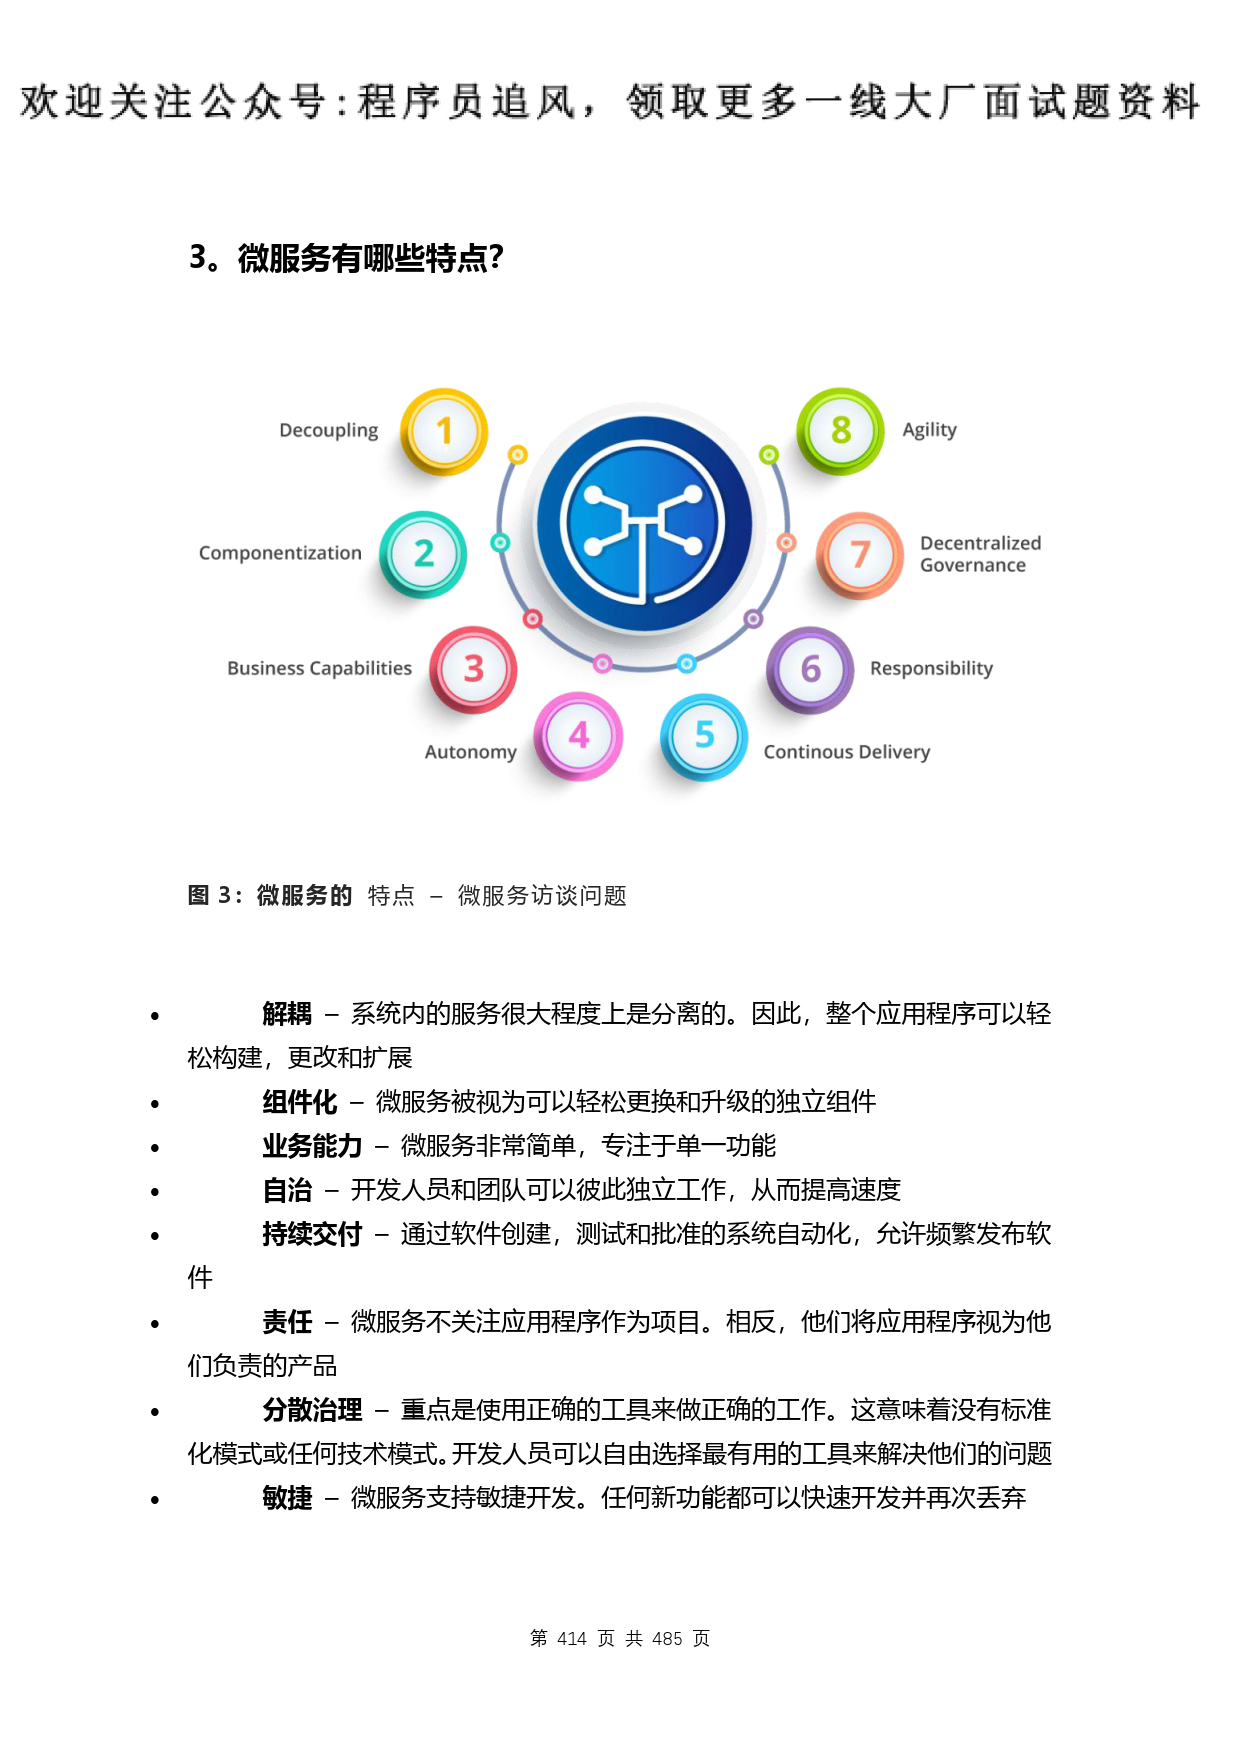 欢迎关注公众号:程序员追风，领取更多一线大厂面试题资料
3。微服务有哪些特点？
Decoupling
1
8
Agility
Componentization
2
7
Decentralized
Governance
Business Capabilities
3
6
Responsibility
Autonomy
4
5
Continous Delivery
图 3：微服务的 特点 – 微服务访谈问题
• 解耦 – 系统内的服务很大程度上是分离的。因此，整个应用程序可以轻
松构建，更改和扩展
• 组件化 – 微服务被视为可以轻松更换和升级的独立组件
• 业务能力 – 微服务非常简单，专注于单一功能
• 自治 – 开发人员和团队可以彼此独立工作，从而提高速度
• 持续交付 – 通过软件创建，测试和批准的系统自动化，允许频繁发布软
件
• 责任 – 微服务不关注应用程序作为项目。相反，他们将应用程序视为他
们负责的产品
• 分散治理 – 重点是使用正确的工具来做正确的工作。这意味着没有标准
化模式或任何技术模式。开发人员可以自由选择最有用的工具来解决他们的问题
• 敏捷 – 微服务支持敏捷开发。任何新功能都可以快速开发并再次丢弃
第 414 页 共 485 页